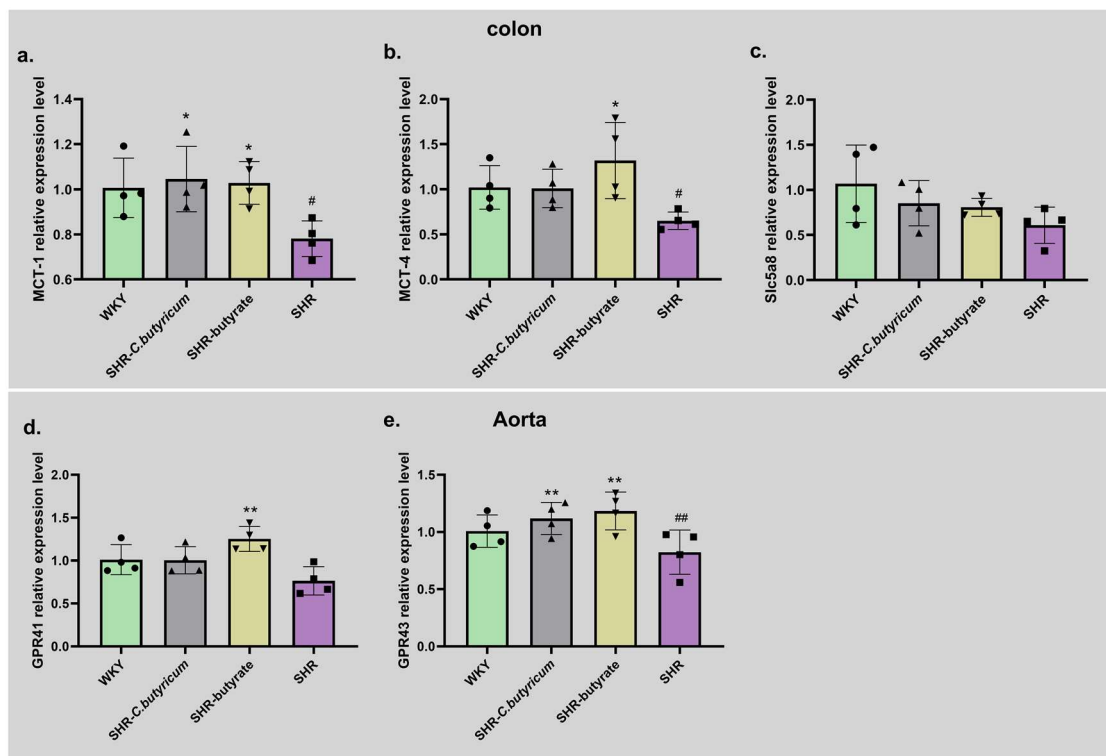 colon
a.
MCT-1 relative expression level
1.4
1.2
1.0
0.8
0.6
*
*
#
WKY
SHR-C.butyricum
SHR-butyrate
SHR
b.
MCT-4 relative expression level
2.0
1.5
1.0
0.5
0.0
*
#
WKY
SHR-C.butyricum
SHR-butyrate
SHR
c.
Slc5a8 relative expression level
2.0
1.5
1.0
0.5
0.0
WKY
SHR-C.butyricum
SHR-butyrate
SHR
Aorta
d.
GPR41 relative expression level
2.0
1.5
1.0
0.5
0.0
**
WKY
SHR-C.butyricum
SHR-butyrate
SHR
e.
GPR43 relative expression level
1.5
1.0
0.5
0.0
**
**
##
WKY
SHR-C.butyricum
SHR-butyrate
SHR